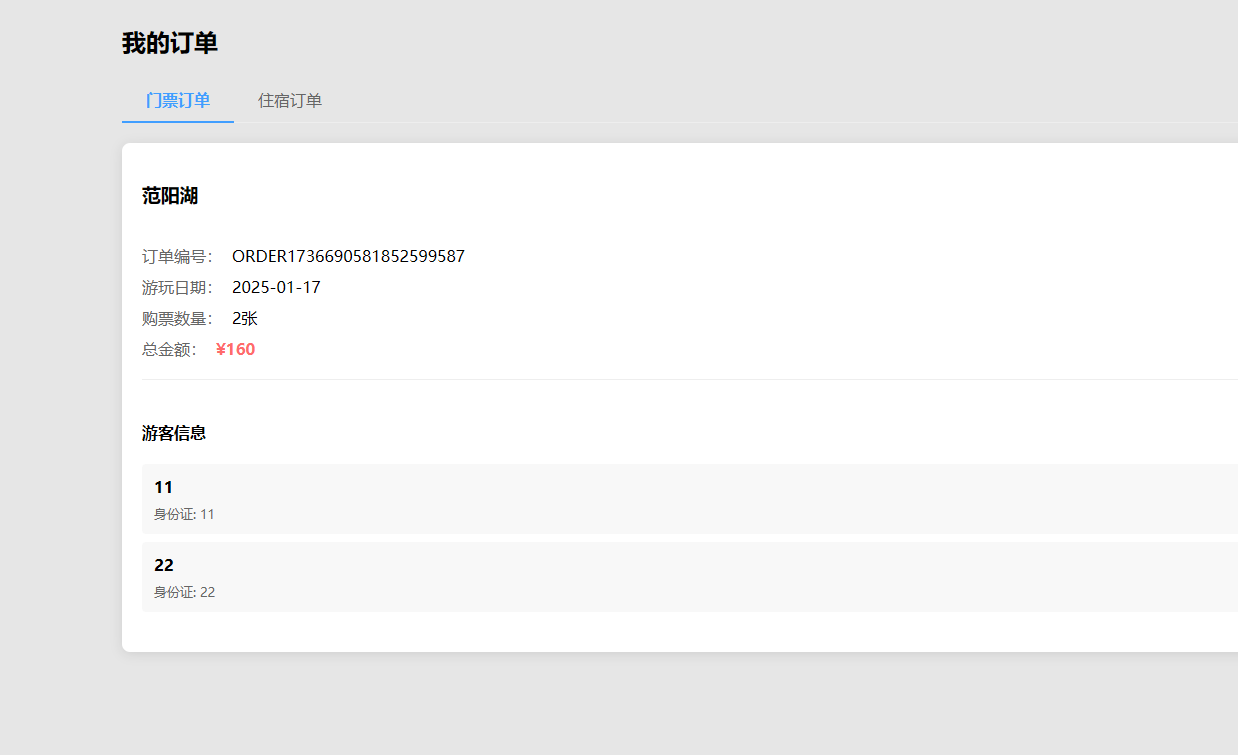 我的订单
门票订单 住宿订单
范阳湖
订单编号： ORDER1736690581852599587
游玩日期： 2025-01-17
购票数量： 2张
总金额： ¥160
游客信息
11
身份证: 11
22
身份证: 22